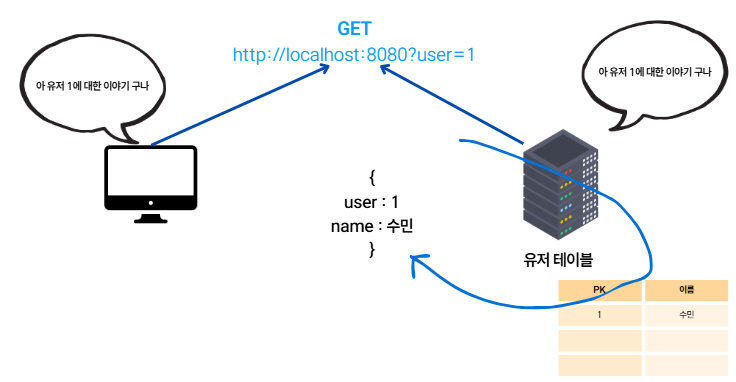 GET
http://localhost:8080?user=1
아 유저 1에 대한 이야기 구나
아 유저 1에 대한 이야기 구나
{
user : 1
name : 수민
}
유저 테이블
PK 이름
1 수민